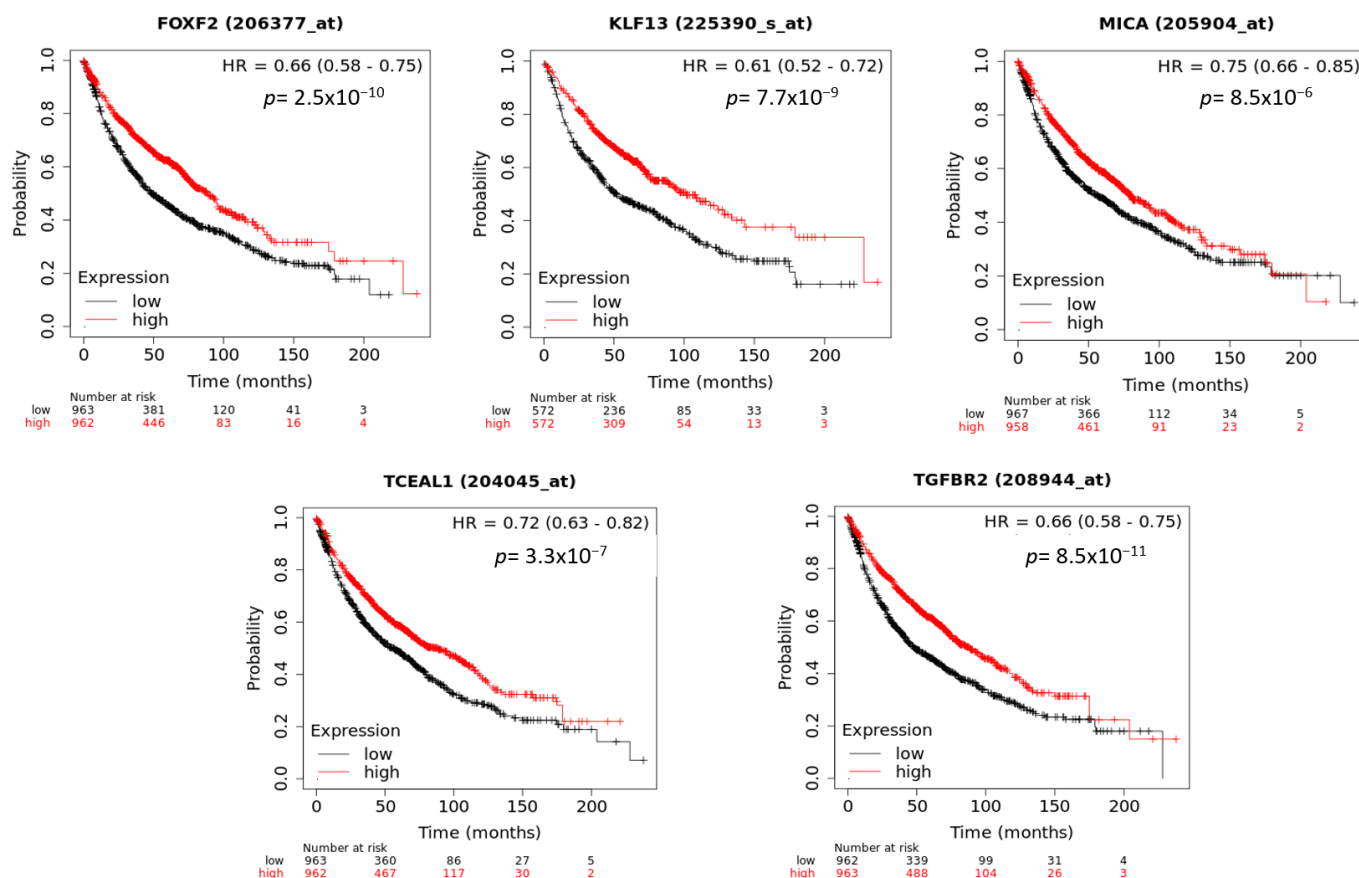 FOXF2 (206377_at)
HR = 0.66 (0.58 - 0.75)
p= 2.5x10⁻¹⁰
Probability
0.0 0.2 0.4 0.6 0.8 1.0
Expression
low
high
0 50 100 150 200
Time (months)
Number at risk
low 963 381 120 41 3
high 962 446 83 16 4
KLF13 (225390_s_at)
HR = 0.61 (0.52 - 0.72)
p= 7.7x10⁻⁹
Probability
0.0 0.2 0.4 0.6 0.8 1.0
Expression
low
high
0 50 100 150 200
Time (months)
Number at risk
low 572 236 85 33 3
high 572 309 54 13 3
MICA (205904_at)
HR = 0.75 (0.66 - 0.85)
p= 8.5x10⁻⁶
Probability
0.0 0.2 0.4 0.6 0.8 1.0
Expression
low
high
0 50 100 150 200
Time (months)
Number at risk
low 967 366 112 34 5
high 958 461 91 23 2
TCEAL1 (204045_at)
HR = 0.72 (0.63 - 0.82)
p= 3.3x10⁻⁷
Probability
0.0 0.2 0.4 0.6 0.8 1.0
Expression
low
high
0 50 100 150 200
Time (months)
Number at risk
low 963 360 86 27 5
high 962 467 117 30 2
TGFBR2 (208944_at)
HR = 0.66 (0.58 - 0.75)
p= 8.5x10⁻¹¹
Probability
0.0 0.2 0.4 0.6 0.8 1.0
Expression
low
high
0 50 100 150 200
Time (months)
Number at risk
low 962 339 99 31 4
high 963 488 104 26 3